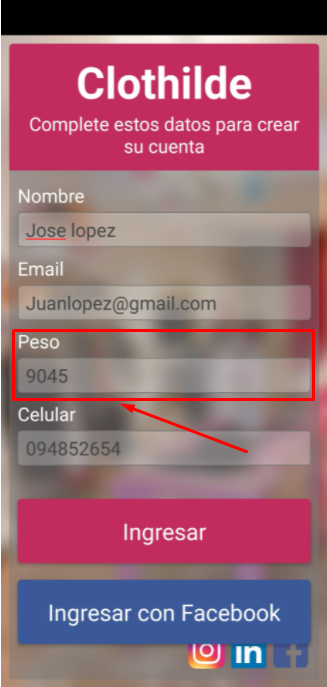 Clothilde
Complete estos datos para crear
su cuenta
Nombre
Jose lopez
Email
Juanlopez@gmail.com
Peso
9045
Celular
094852654
Ingresar
Ingresar con Facebook
in
f